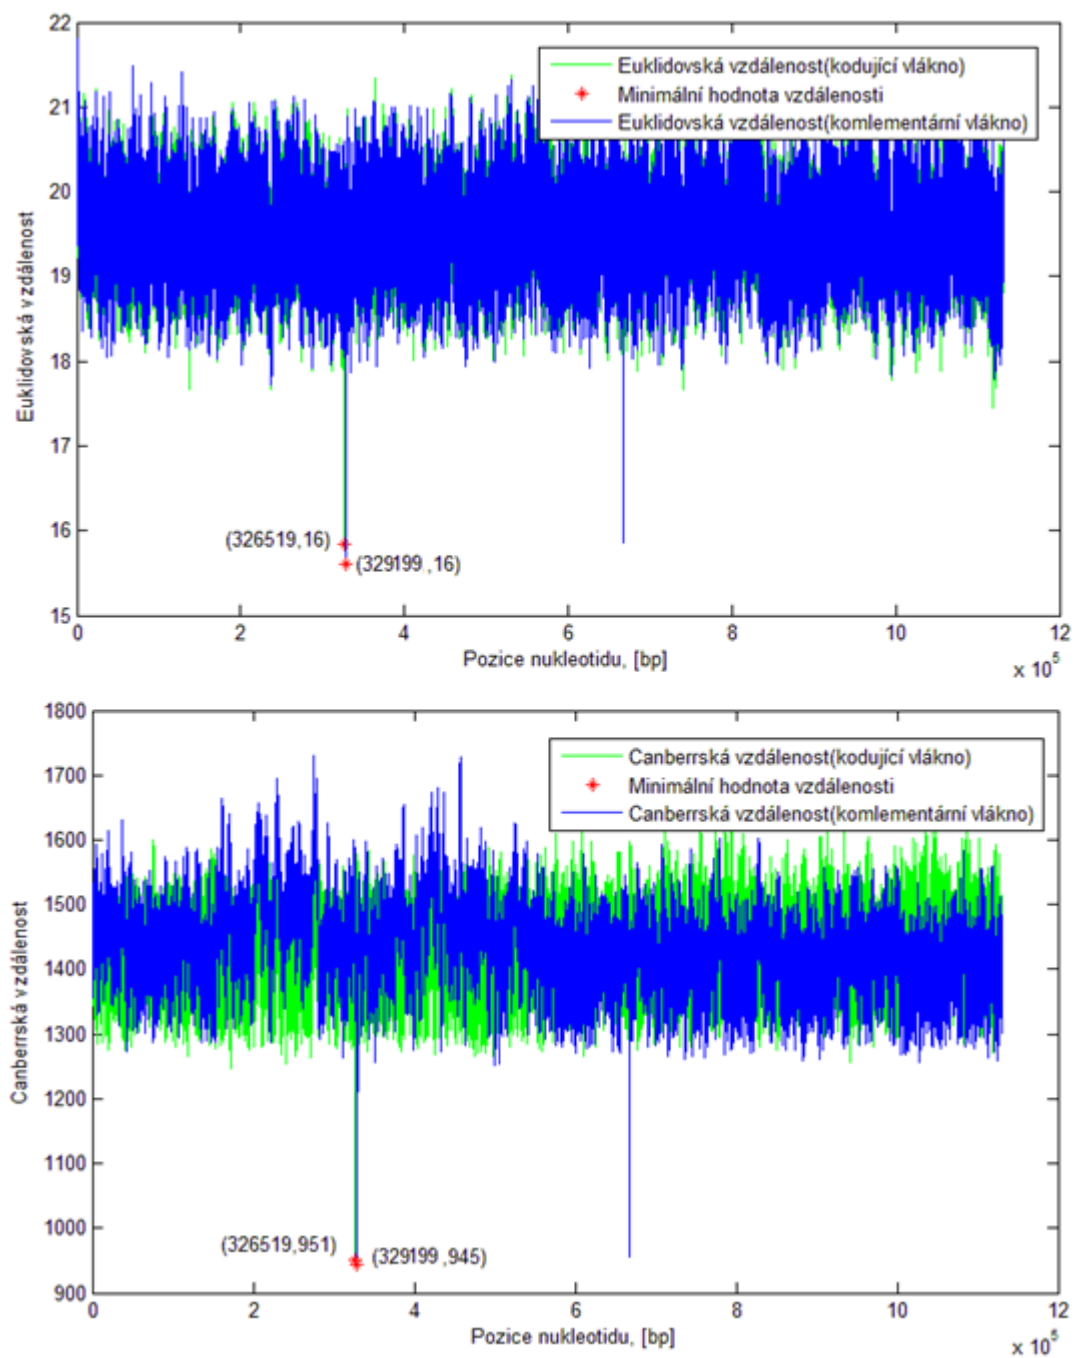 22
21
20
19
18
17
16
15
Euklidovská vzdálenost
Euklidovská vzdálenost(kodující vlákno)
Minimální hodnota vzdálenosti
Euklidovská vzdálenost(komlementární vlákno)
(326519,16)
(329199 ,16)
0 2 4 6 8 10 12
Pozice nukleotidu, [bp]
x 10^5
1800
1700
1600
1500
1400
1300
1200
1100
1000
900
Canberrská vzdálenost
Canberrská vzdálenost(kodující vlákno)
Minimální hodnota vzdálenosti
Canberrská vzdálenost(komlementární vlákno)
(326519,951)
(329199 ,945)
0 2 4 6 8 10 12
Pozice nukleotidu, [bp]
x 10^5